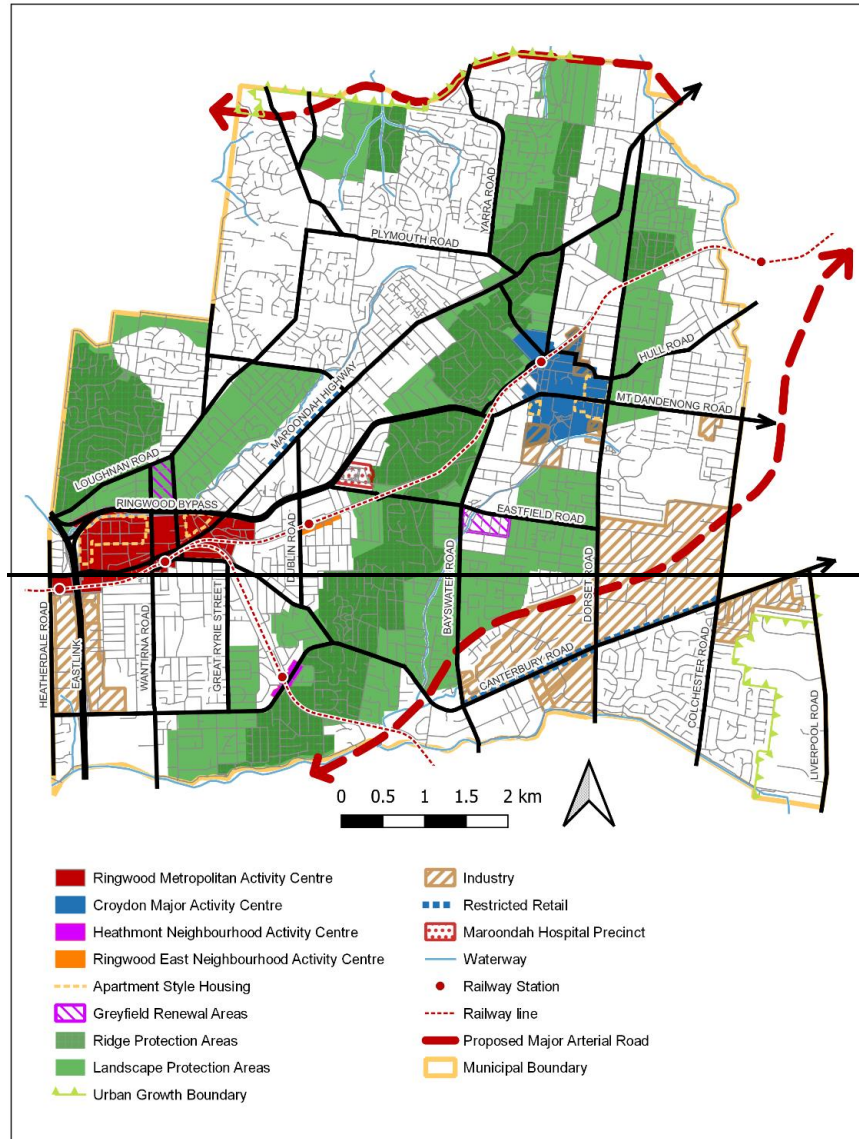 YARRA ROAD
PLYMOUTH ROAD
HULL ROAD
MT DANDENONG ROAD
MAROONDAH HIGHWAY
LOUGHNAN ROAD
RINGWOOD BYPASS
EASTFIELD ROAD
DUBLIN ROAD
BAYSWATER ROAD
DORSET ROAD
HEATHERDALE ROAD
EASTLINK
WANTIRNA ROAD
GREAT RYRIE STREET
CANTERBURY ROAD
COLCHESTER ROAD
LIVERPOOL ROAD
0 0.5 1 1.5 2 km
Ringwood Metropolitan Activity Centre
Croydon Major Activity Centre
Heathmont Neighbourhood Activity Centre
Ringwood East Neighbourhood Activity Centre
Apartment Style Housing
Greyfield Renewal Areas
Ridge Protection Areas
Landscape Protection Areas
Urban Growth Boundary
Industry
Restricted Retail
Maroondah Hospital Precinct
Waterway
Railway Station
Railway line
Proposed Major Arterial Road
Municipal Boundary